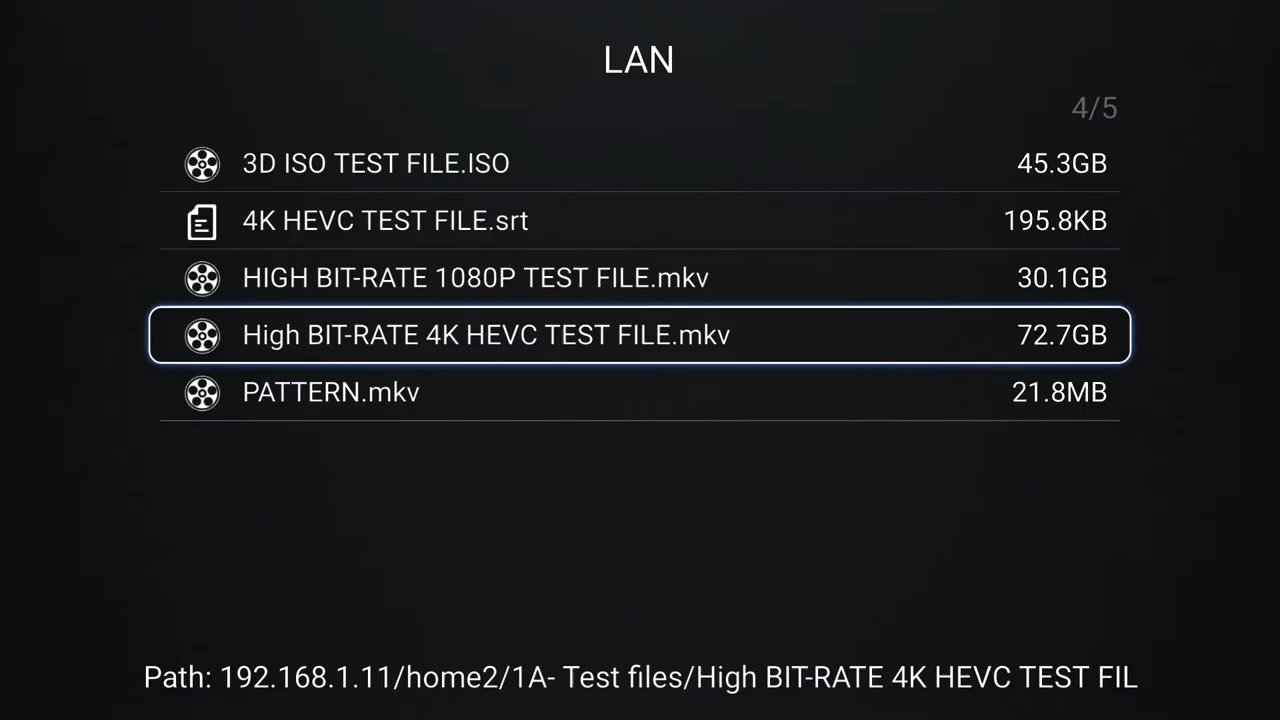 LAN
4/5
3D ISO TEST FILE.ISO 45.3GB
4K HEVC TEST FILE.srt 195.8KB
HIGH BIT-RATE 1080P TEST FILE.mkv 30.1GB
High BIT-RATE 4K HEVC TEST FILE.mkv 72.7GB
PATTERN.mkv 21.8MB
Path: 192.168.1.11/home2/1A- Test files/High BIT-RATE 4K HEVC TEST FIL